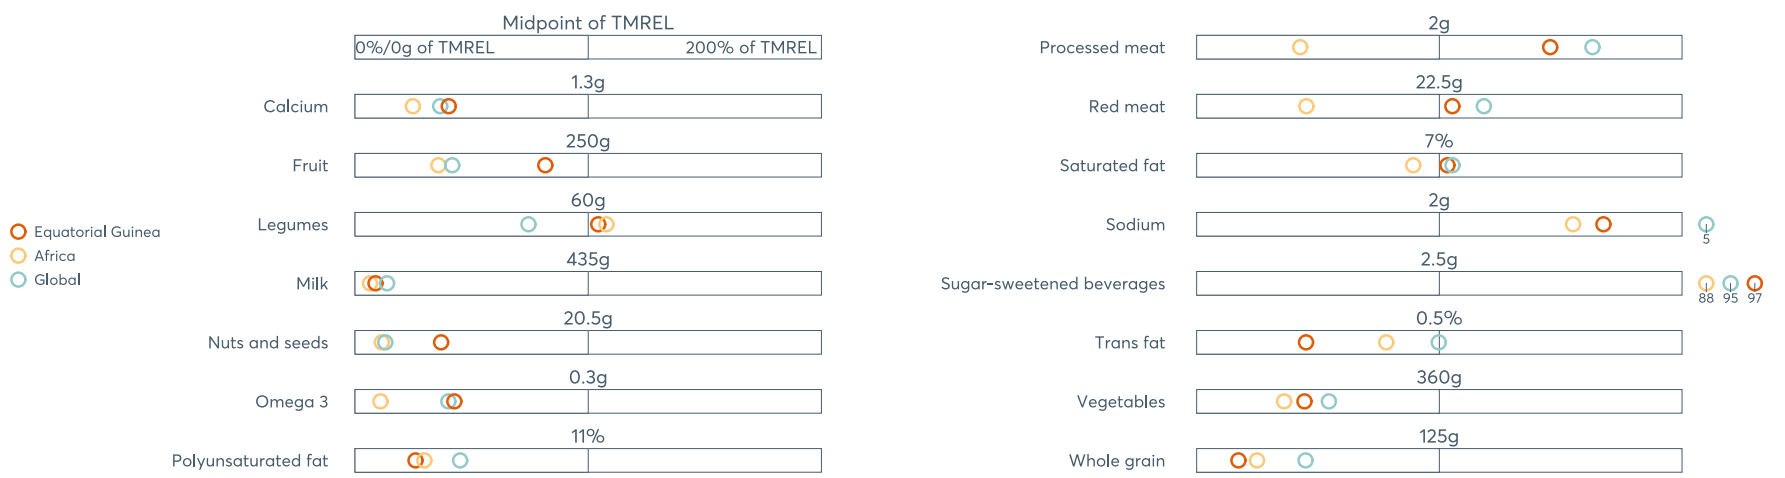 Midpoint of TMREL
0%/0g of TMREL 200% of TMREL
1.3g
Calcium
250g
Fruit
60g
Legumes
435g
Milk
20.5g
Nuts and seeds
0.3g
Omega 3
11%
Polyunsaturated fat
Equatorial Guinea
Africa
Global
2g
Processed meat
22.5g
Red meat
7%
Saturated fat
2g
Sodium
5
2.5g
Sugar-sweetened beverages
88 95 97
0.5%
Trans fat
360g
Vegetables
125g
Whole grain